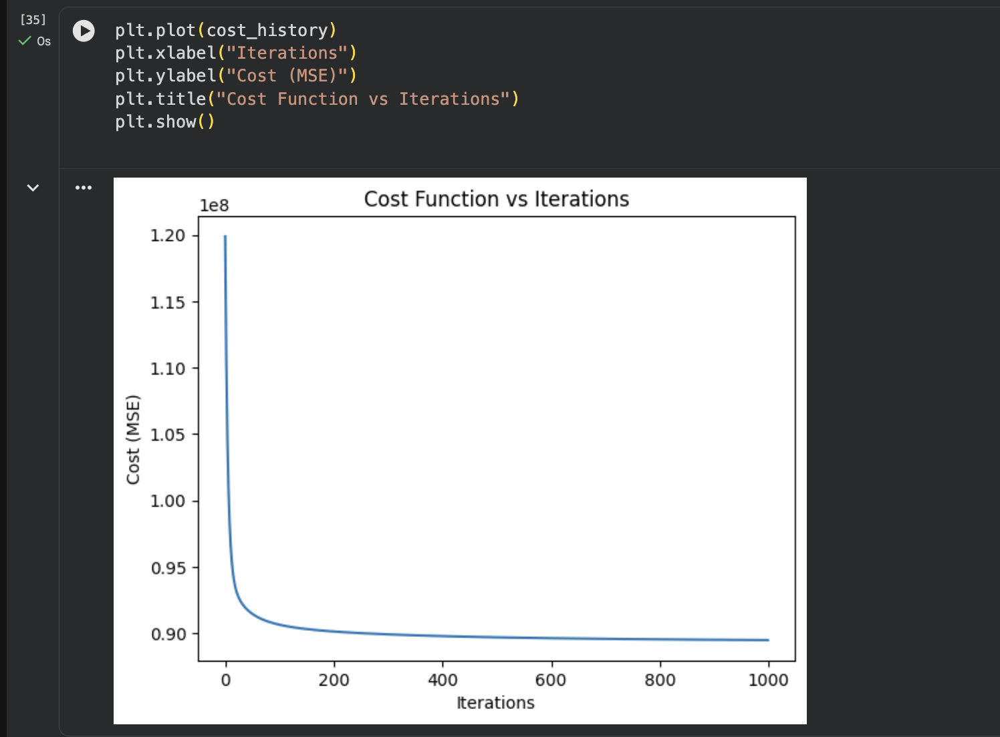 [35]
0s
plt.plot(cost_history)
plt.xlabel("Iterations")
plt.ylabel("Cost (MSE)")
plt.title("Cost Function vs Iterations")
plt.show()
Cost Function vs Iterations
1e8
1.20
1.15
1.10
1.05
1.00
0.95
0.90
Cost (MSE)
0 200 400 600 800 1000
Iterations